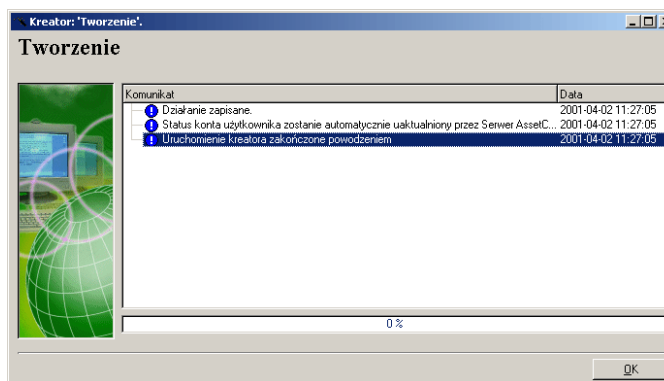 Kreator: 'Tworzenie'.
Tworzenie
Komunikat Data
Działanie zapisane. 2001-04-02 11:27:05
Status konta użytkownika zostanie automatycznie uaktualniony przez Serwer AssetC... 2001-04-02 11:27:05
Uruchomienie kreatora zakończone powodzeniem 2001-04-02 11:27:05
0 %
OK